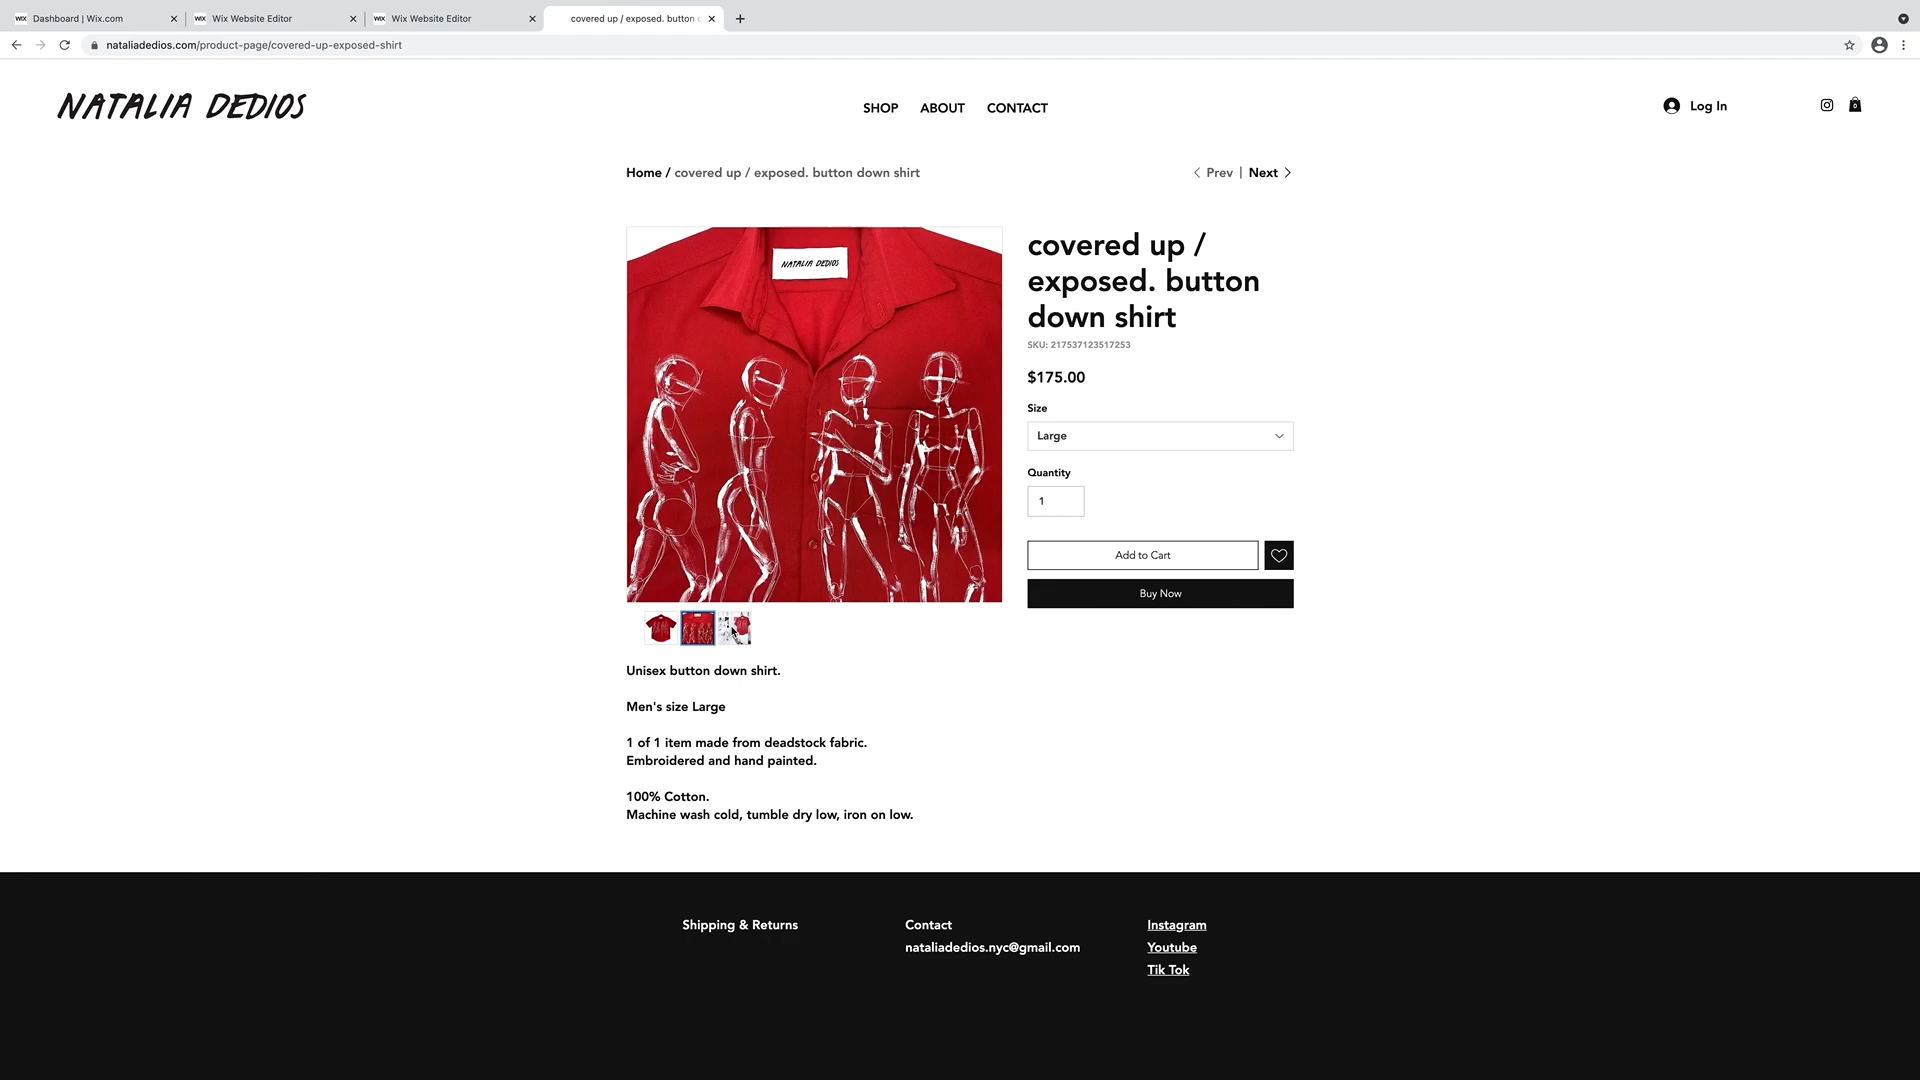 WIX Dashboard | Wix.com
WIX Wix Website Editor
WIX Wix Website Editor
covered up / exposed. button
nataliadedios.com/product-page/covered-up-exposed-shirt
NATALIA DEDIOS
SHOP ABOUT CONTACT
Log In
0
Home / covered up / exposed. button down shirt
Prev | Next
NATALIA DEDIOS
covered up /
exposed. button
down shirt
SKU: 217537123517253
$175.00
Size
Large
Quantity
1
Add to Cart
Buy Now
Unisex button down shirt.
Men's size Large
1 of 1 item made from deadstock fabric.
Embroidered and hand painted.
100% Cotton.
Machine wash cold, tumble dry low, iron on low.
Shipping & Returns
Contact
nataliadedios.nyc@gmail.com
Instagram
Youtube
Tik Tok